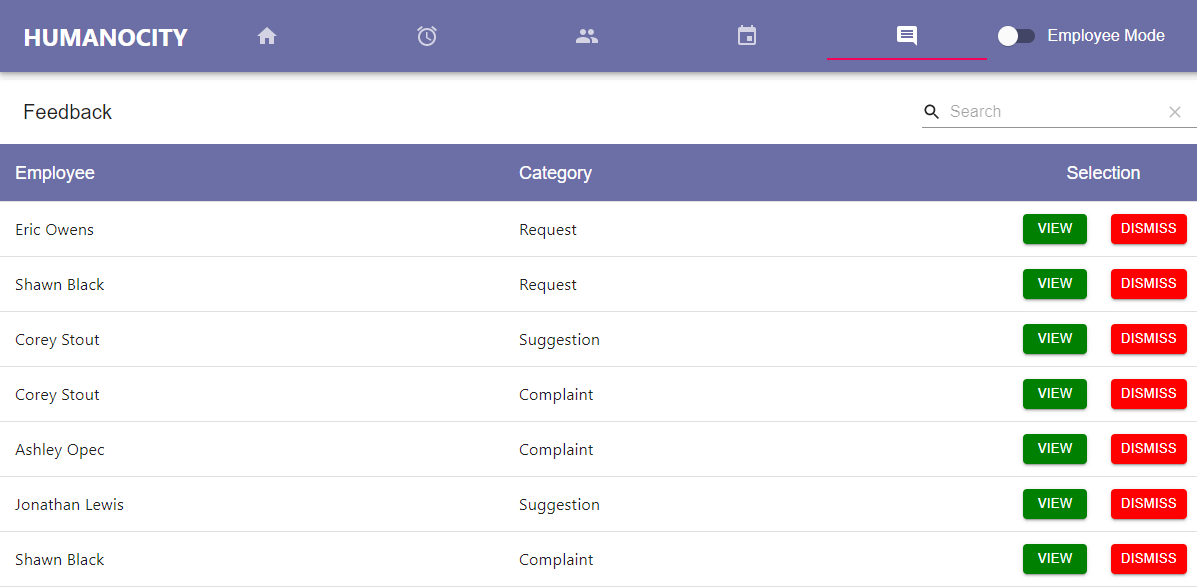 HUMANOCITY Employee Mode
Feedback Search
Employee Category Selection
Eric Owens Request VIEW DISMISS
Shawn Black Request VIEW DISMISS
Corey Stout Suggestion VIEW DISMISS
Corey Stout Complaint VIEW DISMISS
Ashley Opec Complaint VIEW DISMISS
Jonathan Lewis Suggestion VIEW DISMISS
Shawn Black Complaint VIEW DISMISS